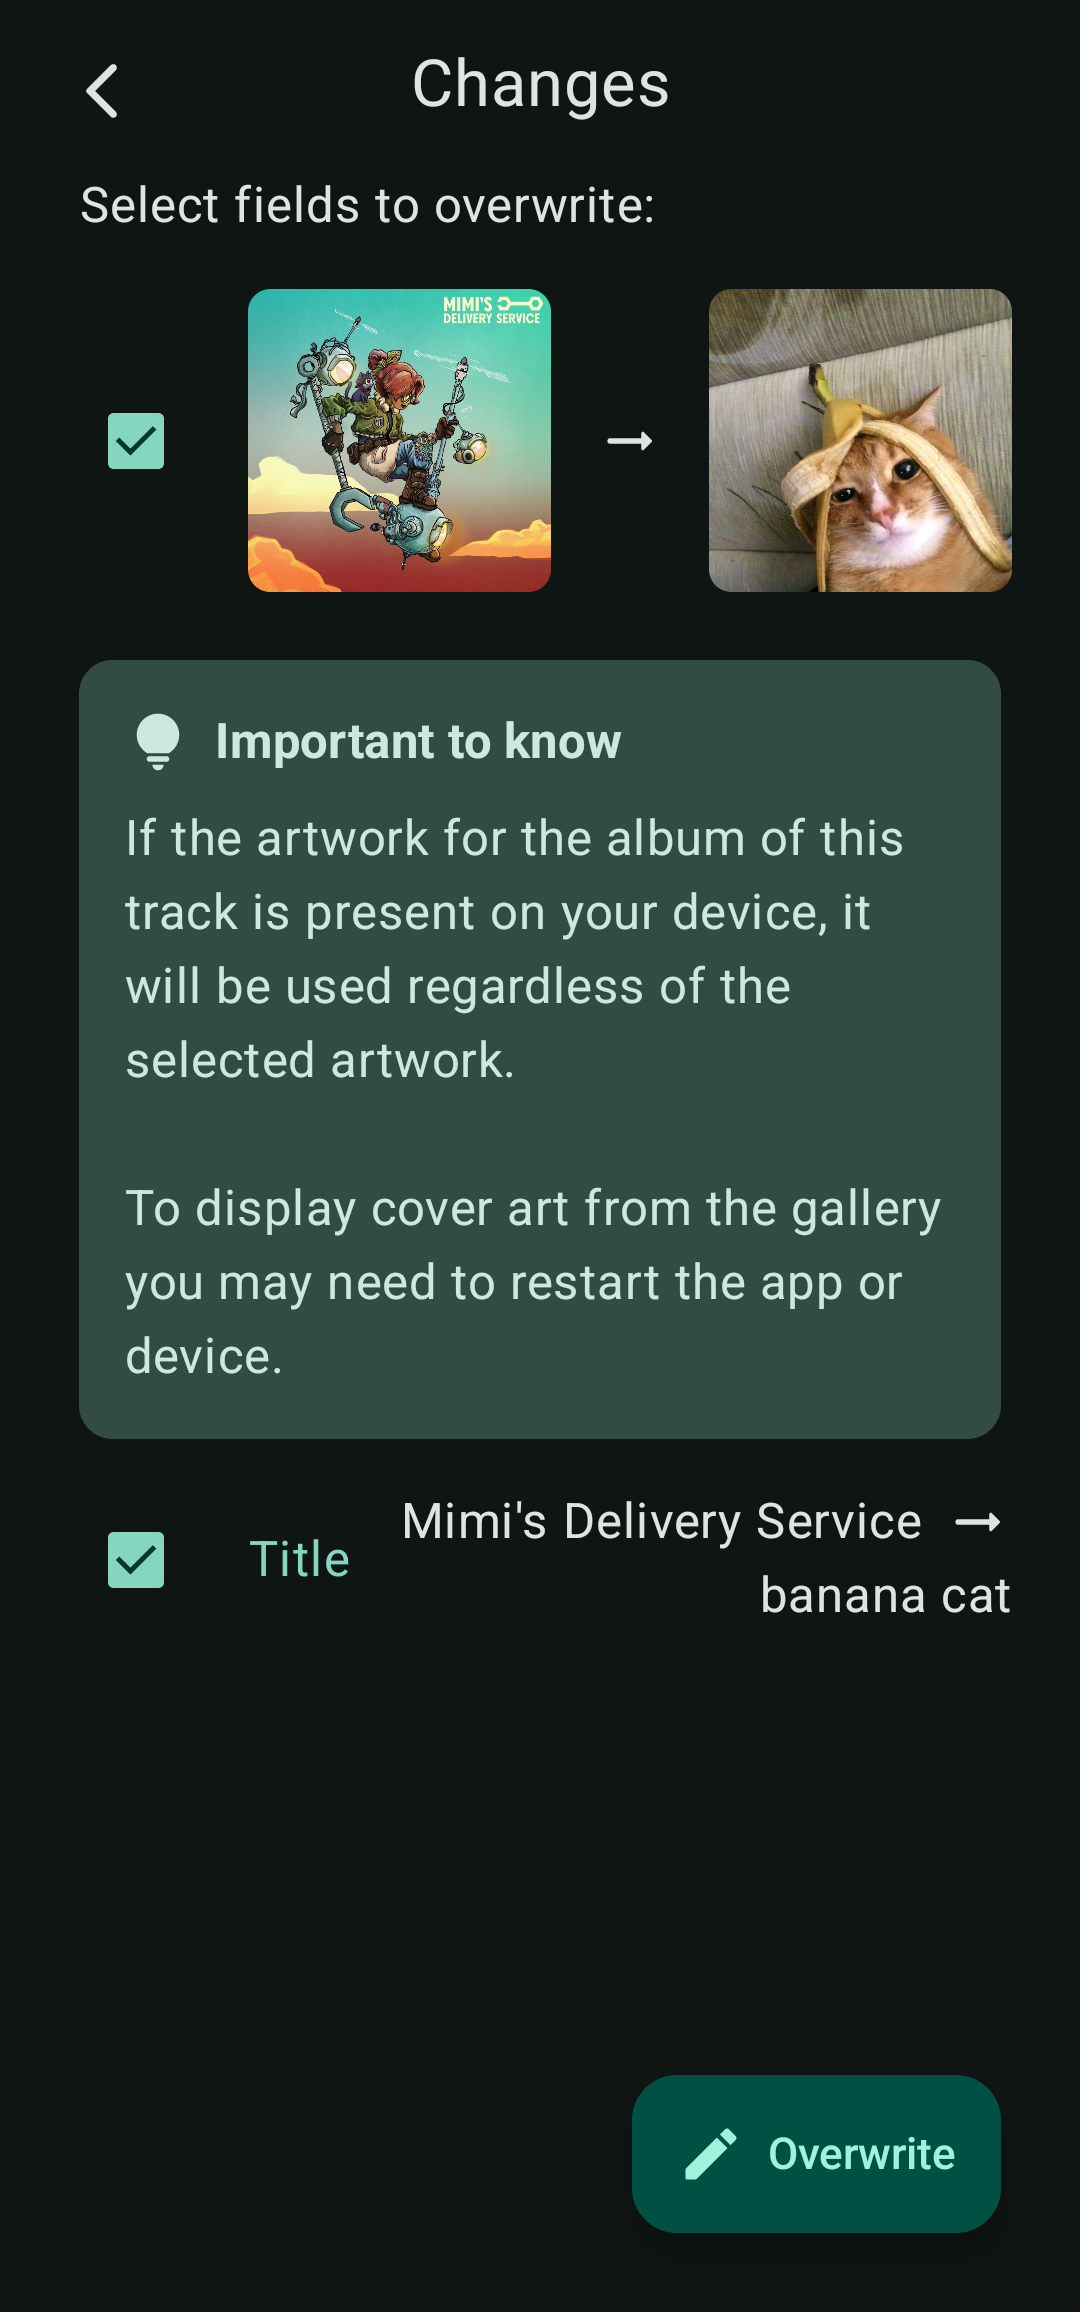 Changes
Select fields to overwrite:
MIMI'S
DELIVERY SERVICE
Important to know
If the artwork for the album of this
track is present on your device, it
will be used regardless of the
selected artwork.
To display cover art from the gallery
you may need to restart the app or
device.
Title
Mimi's Delivery Service →
banana cat
Overwrite